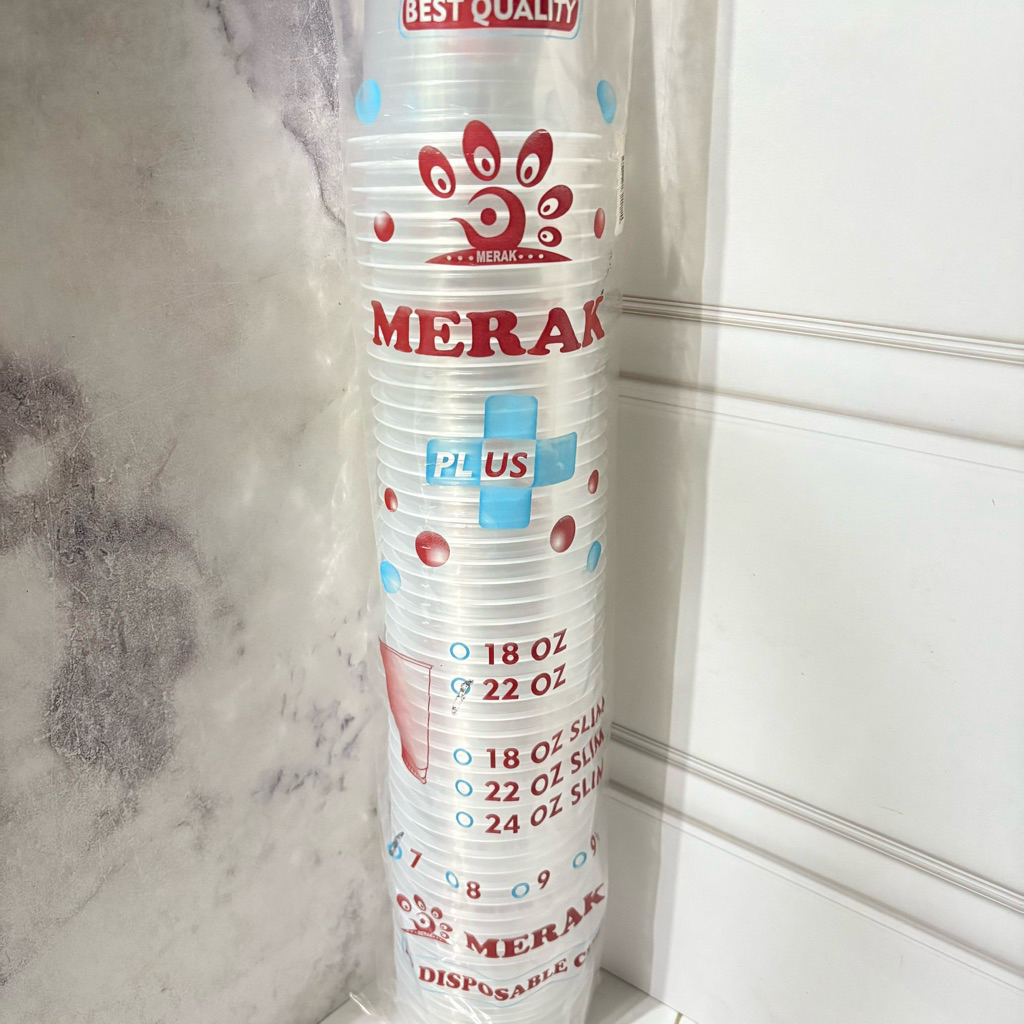 BEST QUALITY
MERAK
MERAK
PLUS
18 OZ
22 OZ
18 OZ SLIM
22 OZ SLIM
24 OZ SLIM
7 8 9
MERAK
DISPOSABLE